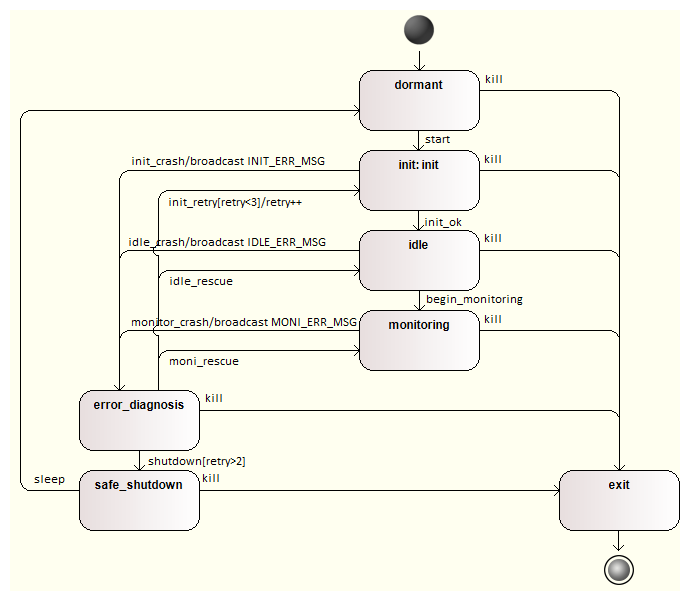 dormant
kill
start
init_crash/broadcast INIT_ERR_MSG
init: init
kill
init_retry[retry<3]/retry++
init_ok
idle_crash/broadcast IDLE_ERR_MSG
idle
kill
idle_rescue
begin_monitoring
monitor_crash/broadcast MONI_ERR_MSG
monitoring
kill
moni_rescue
error_diagnosis
kill
shutdown[retry>2]
sleep
safe_shutdown
kill
exit